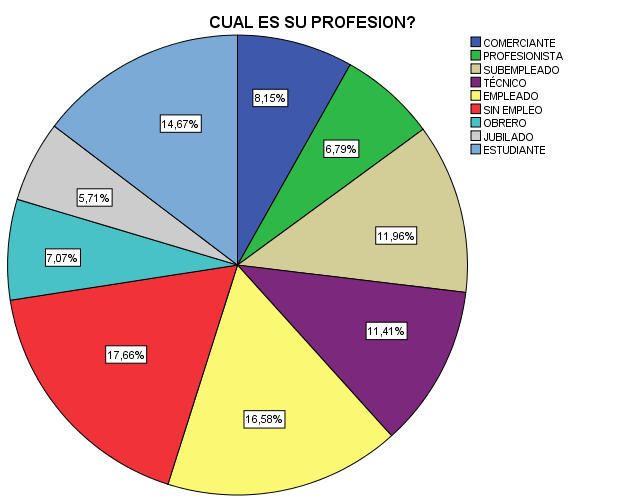 CUAL ES SU PROFESION?
COMERCIANTE
PROFESIONISTA
SUBEMPLEADO
TÉCNICO
EMPLEADO
SIN EMPLEO
OBRERO
JUBILADO
ESTUDIANTE
8,15%
6,79%
11,96%
11,41%
16,58%
17,66%
7,07%
5,71%
14,67%